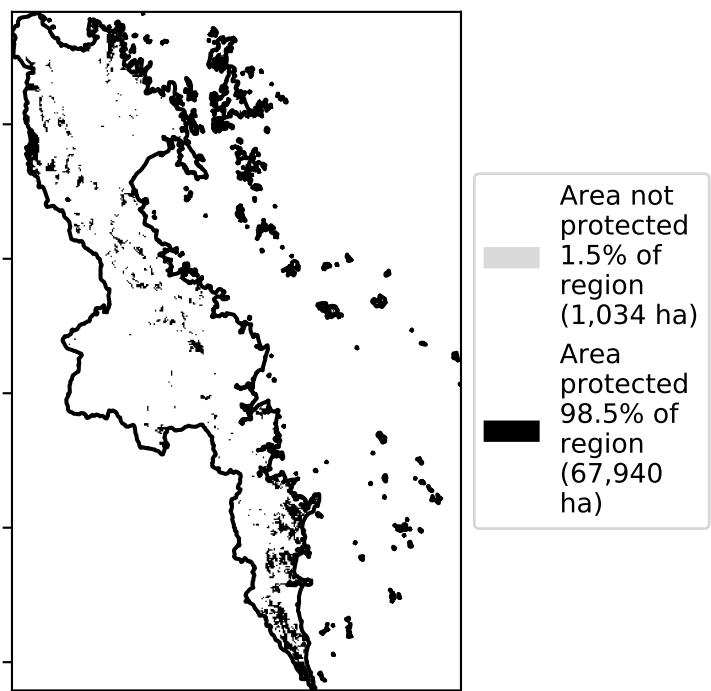 Area not
protected
1.5% of
region
(1,034 ha)
Area
protected
98.5% of
region
(67,940
ha)